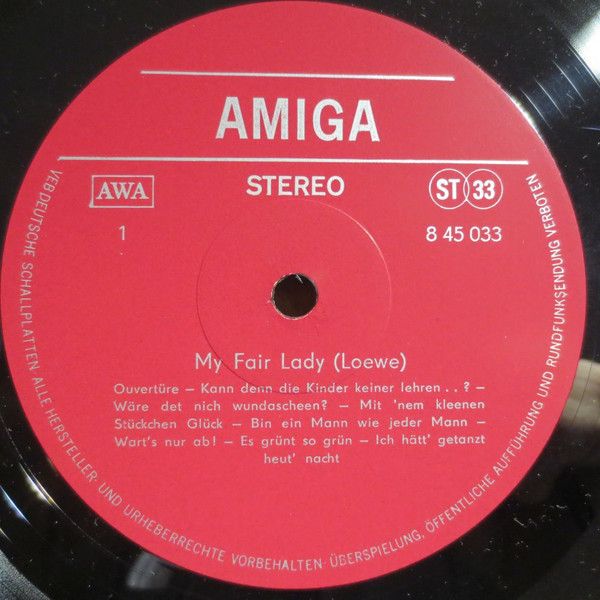 AMIGA
AWA
STEREO
ST 33
1
8 45 033
My Fair Lady (Loewe)
Ouvertüre – Kann denn die Kinder keiner lehren . . ? –
Wäre det nich wundascheen? – Mit 'nem kleenen
Stückchen Glück – Bin ein Mann wie jeder Mann –
Wart's nur ab! – Es grünt so grün – Ich hätt' getanzt
heut' nacht
VEB DEUTSCHE SCHALLPLATTEN ALLE HERSTELLER- UND URHEBERRECHTE VORBEHALTEN · ÜBERSPIELUNG, ÖFFENTLICHE AUFFÜHRUNG UND RUNDFUNKSENDUNG VERBOTEN